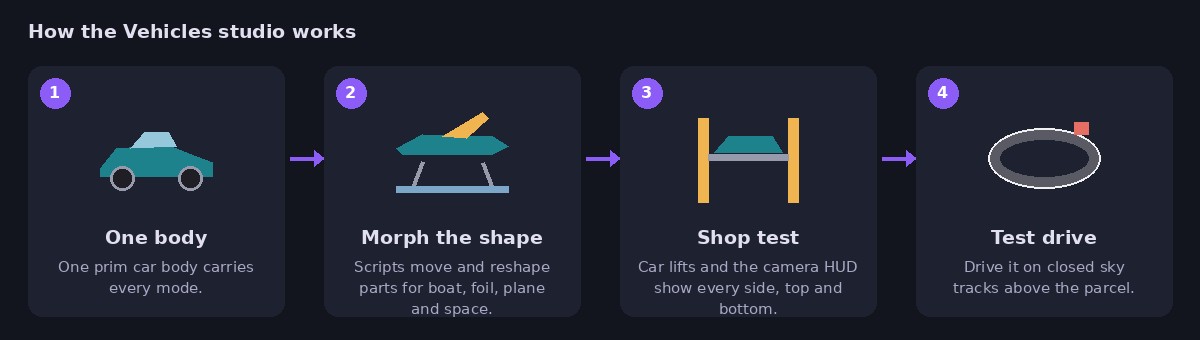 How the Vehicles studio works
1
One body
One prim car body carries
every mode.
2
Morph the shape
Scripts move and reshape
parts for boat, foil, plane
and space.
3
Shop test
Car lifts and the camera HUD
show every side, top and
bottom.
4
Test drive
Drive it on closed sky
tracks above the parcel.